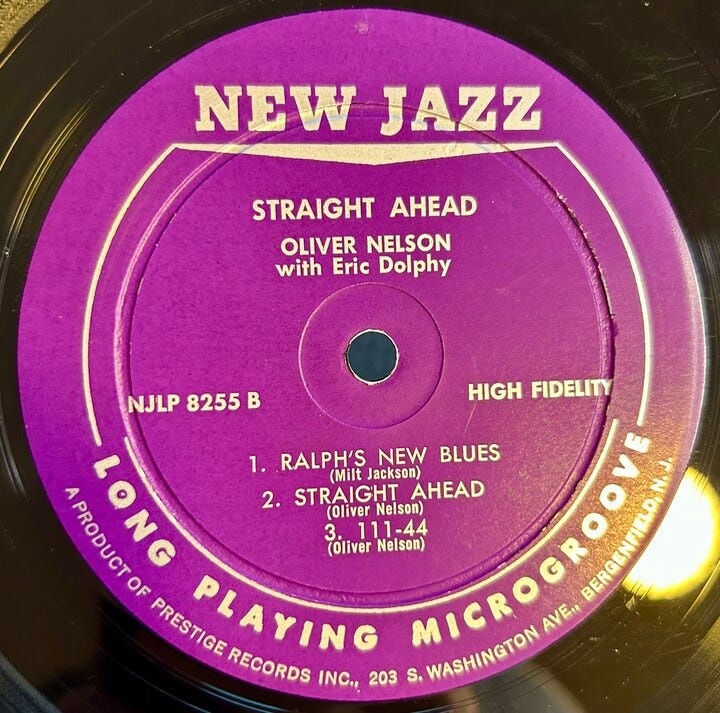 NEW JAZZ
STRAIGHT AHEAD
OLIVER NELSON
with Eric Dolphy
NJLP 8255 B
HIGH FIDELITY
1. RALPH'S NEW BLUES
(Milt Jackson)
2. STRAIGHT AHEAD
(Oliver Nelson)
3. 111-44
(Oliver Nelson)
LONG PLAYING MICROGROOVE
A PRODUCT OF PRESTIGE RECORDS INC., 203 S. WASHINGTON AVE., BERGENFIELD, N. J.